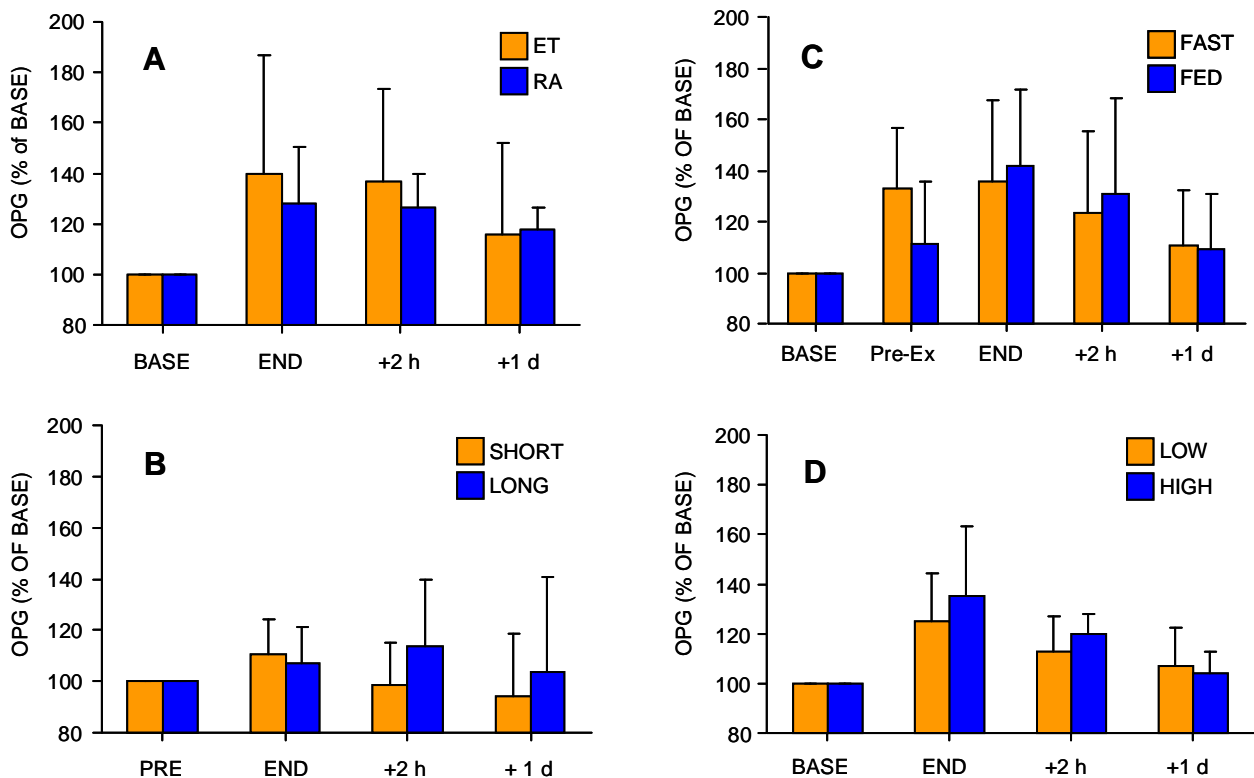 A
OPG (% of BASE)
200
180
160
140
120
100
80
ET
RA
BASE END +2 h +1 d
C
OPG (% OF BASE)
200
180
160
140
120
100
80
FAST
FED
BASE Pre-Ex END +2 h +1 d
B
OPG (% OF BASE)
200
180
160
140
120
100
80
SHORT
LONG
PRE END +2 h + 1 d
D
OPG (% OF BASE)
200
180
160
140
120
100
80
LOW
HIGH
BASE END +2 h +1 d